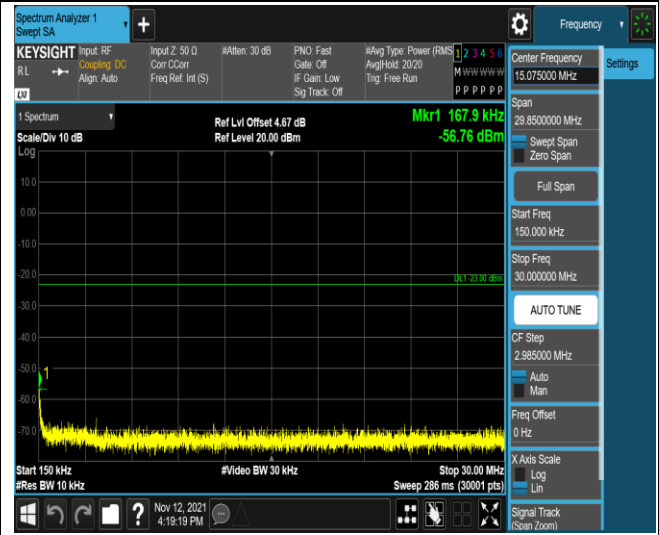 Spectrum Analyzer 1
Swept SA
Frequency
KEYSIGHT
RL
LXI
Input: RF
Coupling: DC
Align: Auto
Input Z: 50 Ω
Corr CCorr
Freq Ref: Int (S)
#Atten: 30 dB
PNO: Fast
Gate: Off
IF Gain: Low
Sig Track: Off
#Avg Type: Power (RMS
Avg|Hold: 20/20
Trig: Free Run
1 2 3 4 5 6
M W W W W W
P P P P P P
Center Frequency
15.075000 MHz
Settings
Span
29.8500000 MHz
Swept Span
Zero Span
Full Span
Start Freq
150.000 kHz
Stop Freq
30.000000 MHz
AUTO TUNE
CF Step
2.985000 MHz
Auto
Man
Freq Offset
0 Hz
X Axis Scale
Log
Lin
Signal Track
(Span Zoom)
1 Spectrum
Scale/Div 10 dB
Log
Ref Lvl Offset 4.67 dB
Ref Level 20.00 dBm
Mkr1 167.9 kHz
-56.76 dBm
10.0
0.00
-10.0
-20.0
DL1 -23.00 dBm
-30.0
-40.0
-50.0
1
-60.0
-70.0
Start 150 kHz
#Video BW 30 kHz
Stop 30.00 MHz
#Res BW 10 kHz
Sweep 286 ms (30001 pts)
?
Nov 12, 2021
4:19:19 PM